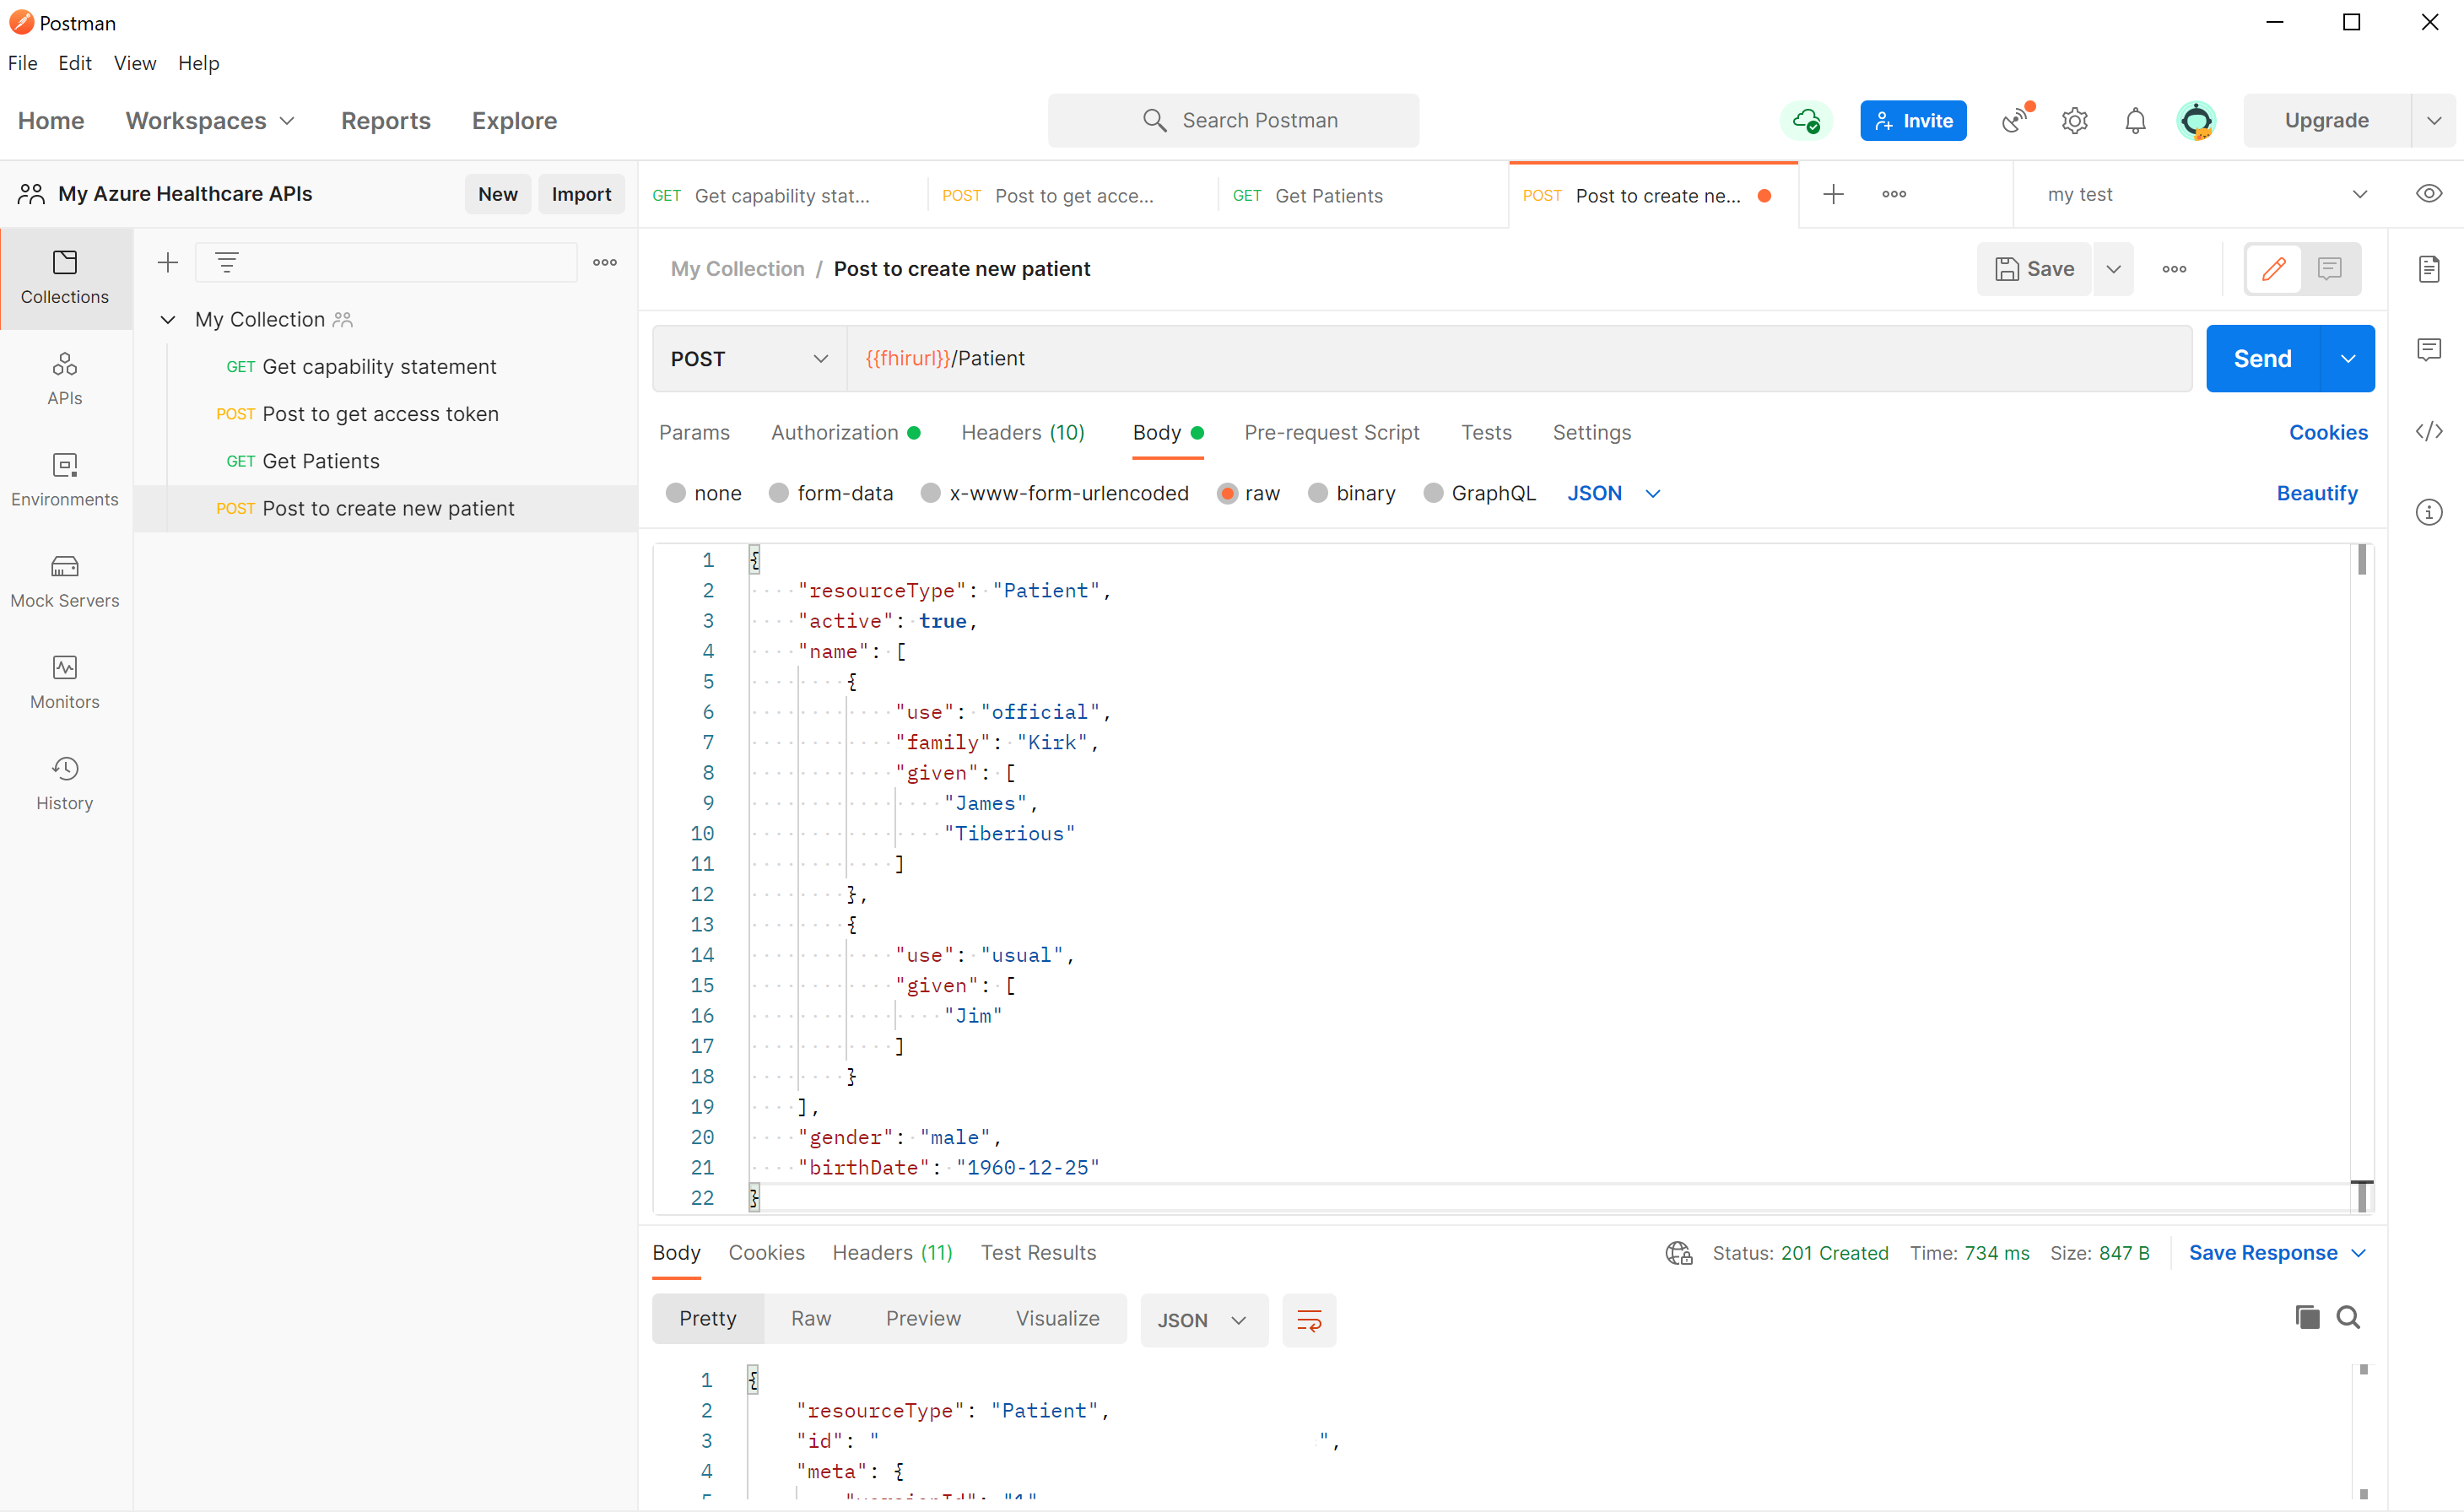 Postman
File Edit View Help
Home Workspaces Reports Explore Search Postman Invite Upgrade
My Azure Healthcare APIs New Import GET Get capability stat... POST Post to get acce... GET Get Patients POST Post to create ne... my test
Collections
APIs
Environments
Mock Servers
Monitors
History
My Collection
GET Get capability statement
POST Post to get access token
GET Get Patients
POST Post to create new patient
My Collection / Post to create new patient Save
POST {{fhirurl}}/Patient Send
Params Authorization Headers (10) Body Pre-request Script Tests Settings Cookies
none form-data x-www-form-urlencoded raw binary GraphQL JSON Beautify
1 {
2 "resourceType": "Patient",
3 "active": true,
4 "name": [
5 {
6 "use": "official",
7 "family": "Kirk",
8 "given": [
9 "James",
10 "Tiberious"
11 ]
12 },
13 {
14 "use": "usual",
15 "given": [
16 "Jim"
17 ]
18 }
19 ],
20 "gender": "male",
21 "birthDate": "1960-12-25"
22 }
Body Cookies Headers (11) Test Results Status: 201 Created Time: 734 ms Size: 847 B Save Response
Pretty Raw Preview Visualize JSON
1 {
2 "resourceType": "Patient",
3 "id": " ",
4 "meta": {
5 "versionId": "1"